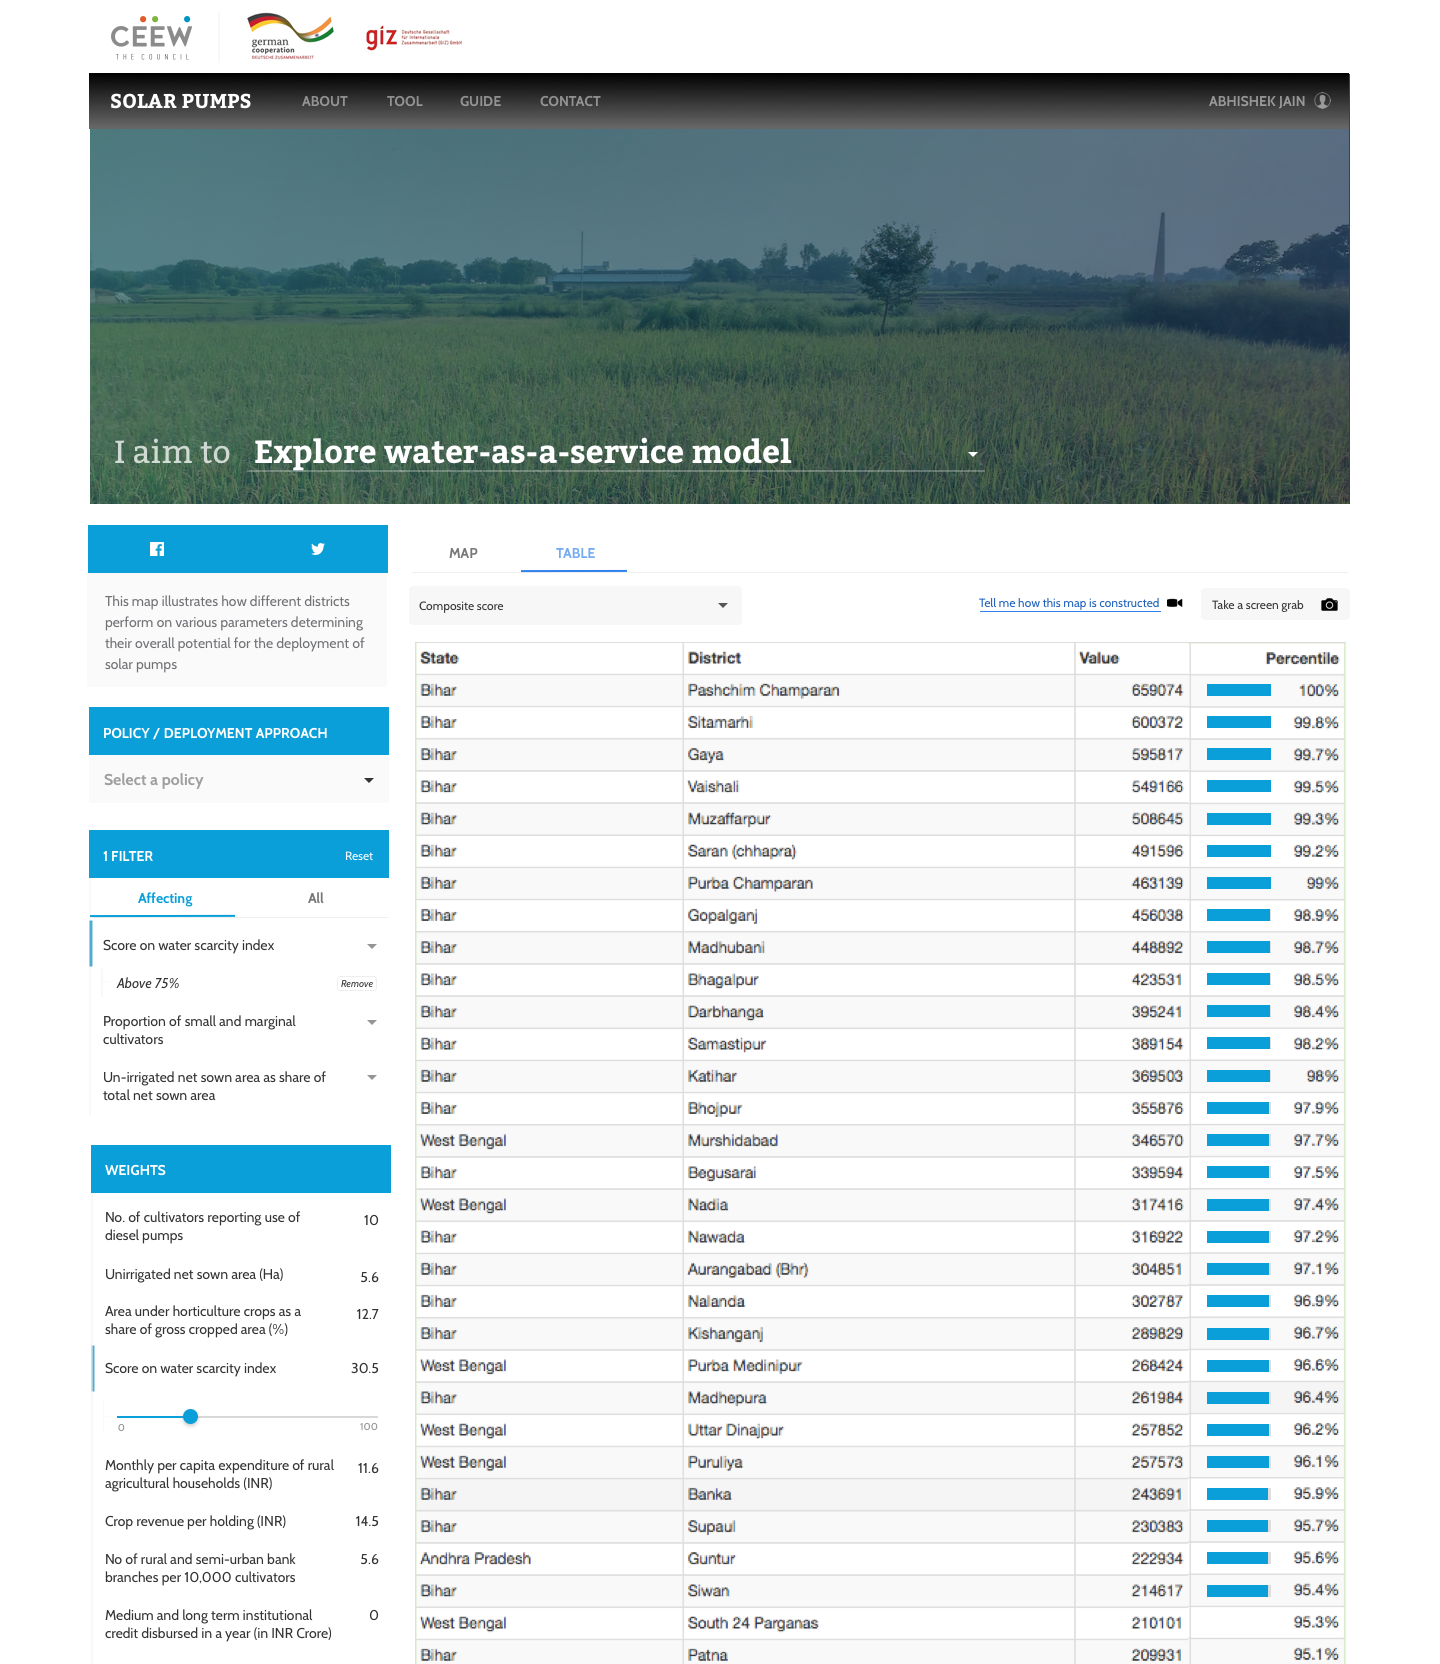 CEEW
THE COUNCIL
german
cooperation
DEUTSCHE ZUSAMMENARBEIT
giz
Deutsche Gesellschaft
für Internationale
Zusammenarbeit (GIZ) GmbH
SOLAR PUMPS
ABOUT
TOOL
GUIDE
CONTACT
ABHISHEK JAIN
I aim to Explore water-as-a-service model
This map illustrates how different districts
perform on various parameters determining
their overall potential for the deployment of
solar pumps
POLICY / DEPLOYMENT APPROACH
Select a policy
1 FILTER Reset
Affecting All
Score on water scarcity index
Above 75% Remove
Proportion of small and marginal
cultivators
Un-irrigated net sown area as share of
total net sown area
WEIGHTS
No. of cultivators reporting use of
diesel pumps 10
Unirrigated net sown area (Ha) 5.6
Area under horticulture crops as a
share of gross cropped area (%) 12.7
Score on water scarcity index 30.5
0 100
Monthly per capita expenditure of rural
agricultural households (INR) 11.6
Crop revenue per holding (INR) 14.5
No of rural and semi-urban bank
branches per 10,000 cultivators 5.6
Medium and long term institutional
credit disbursed in a year (in INR Crore) 0
MAP TABLE
Composite score
Tell me how this map is constructed
Take a screen grab
State District Value Percentile
Bihar Pashchim Champaran 659074 100%
Bihar Sitamarhi 600372 99.8%
Bihar Gaya 595817 99.7%
Bihar Vaishali 549166 99.5%
Bihar Muzaffarpur 508645 99.3%
Bihar Saran (chhapra) 491596 99.2%
Bihar Purba Champaran 463139 99%
Bihar Gopalganj 456038 98.9%
Bihar Madhubani 448892 98.7%
Bihar Bhagalpur 423531 98.5%
Bihar Darbhanga 395241 98.4%
Bihar Samastipur 389154 98.2%
Bihar Katihar 369503 98%
Bihar Bhojpur 355876 97.9%
West Bengal Murshidabad 346570 97.7%
Bihar Begusarai 339594 97.5%
West Bengal Nadia 317416 97.4%
Bihar Nawada 316922 97.2%
Bihar Aurangabad (Bhr) 304851 97.1%
Bihar Nalanda 302787 96.9%
Bihar Kishanganj 289829 96.7%
West Bengal Purba Medinipur 268424 96.6%
Bihar Madhepura 261984 96.4%
West Bengal Uttar Dinajpur 257852 96.2%
West Bengal Puruliya 257573 96.1%
Bihar Banka 243691 95.9%
Bihar Supaul 230383 95.7%
Andhra Pradesh Guntur 222934 95.6%
Bihar Siwan 214617 95.4%
West Bengal South 24 Parganas 210101 95.3%
Bihar Patna 209931 95.1%